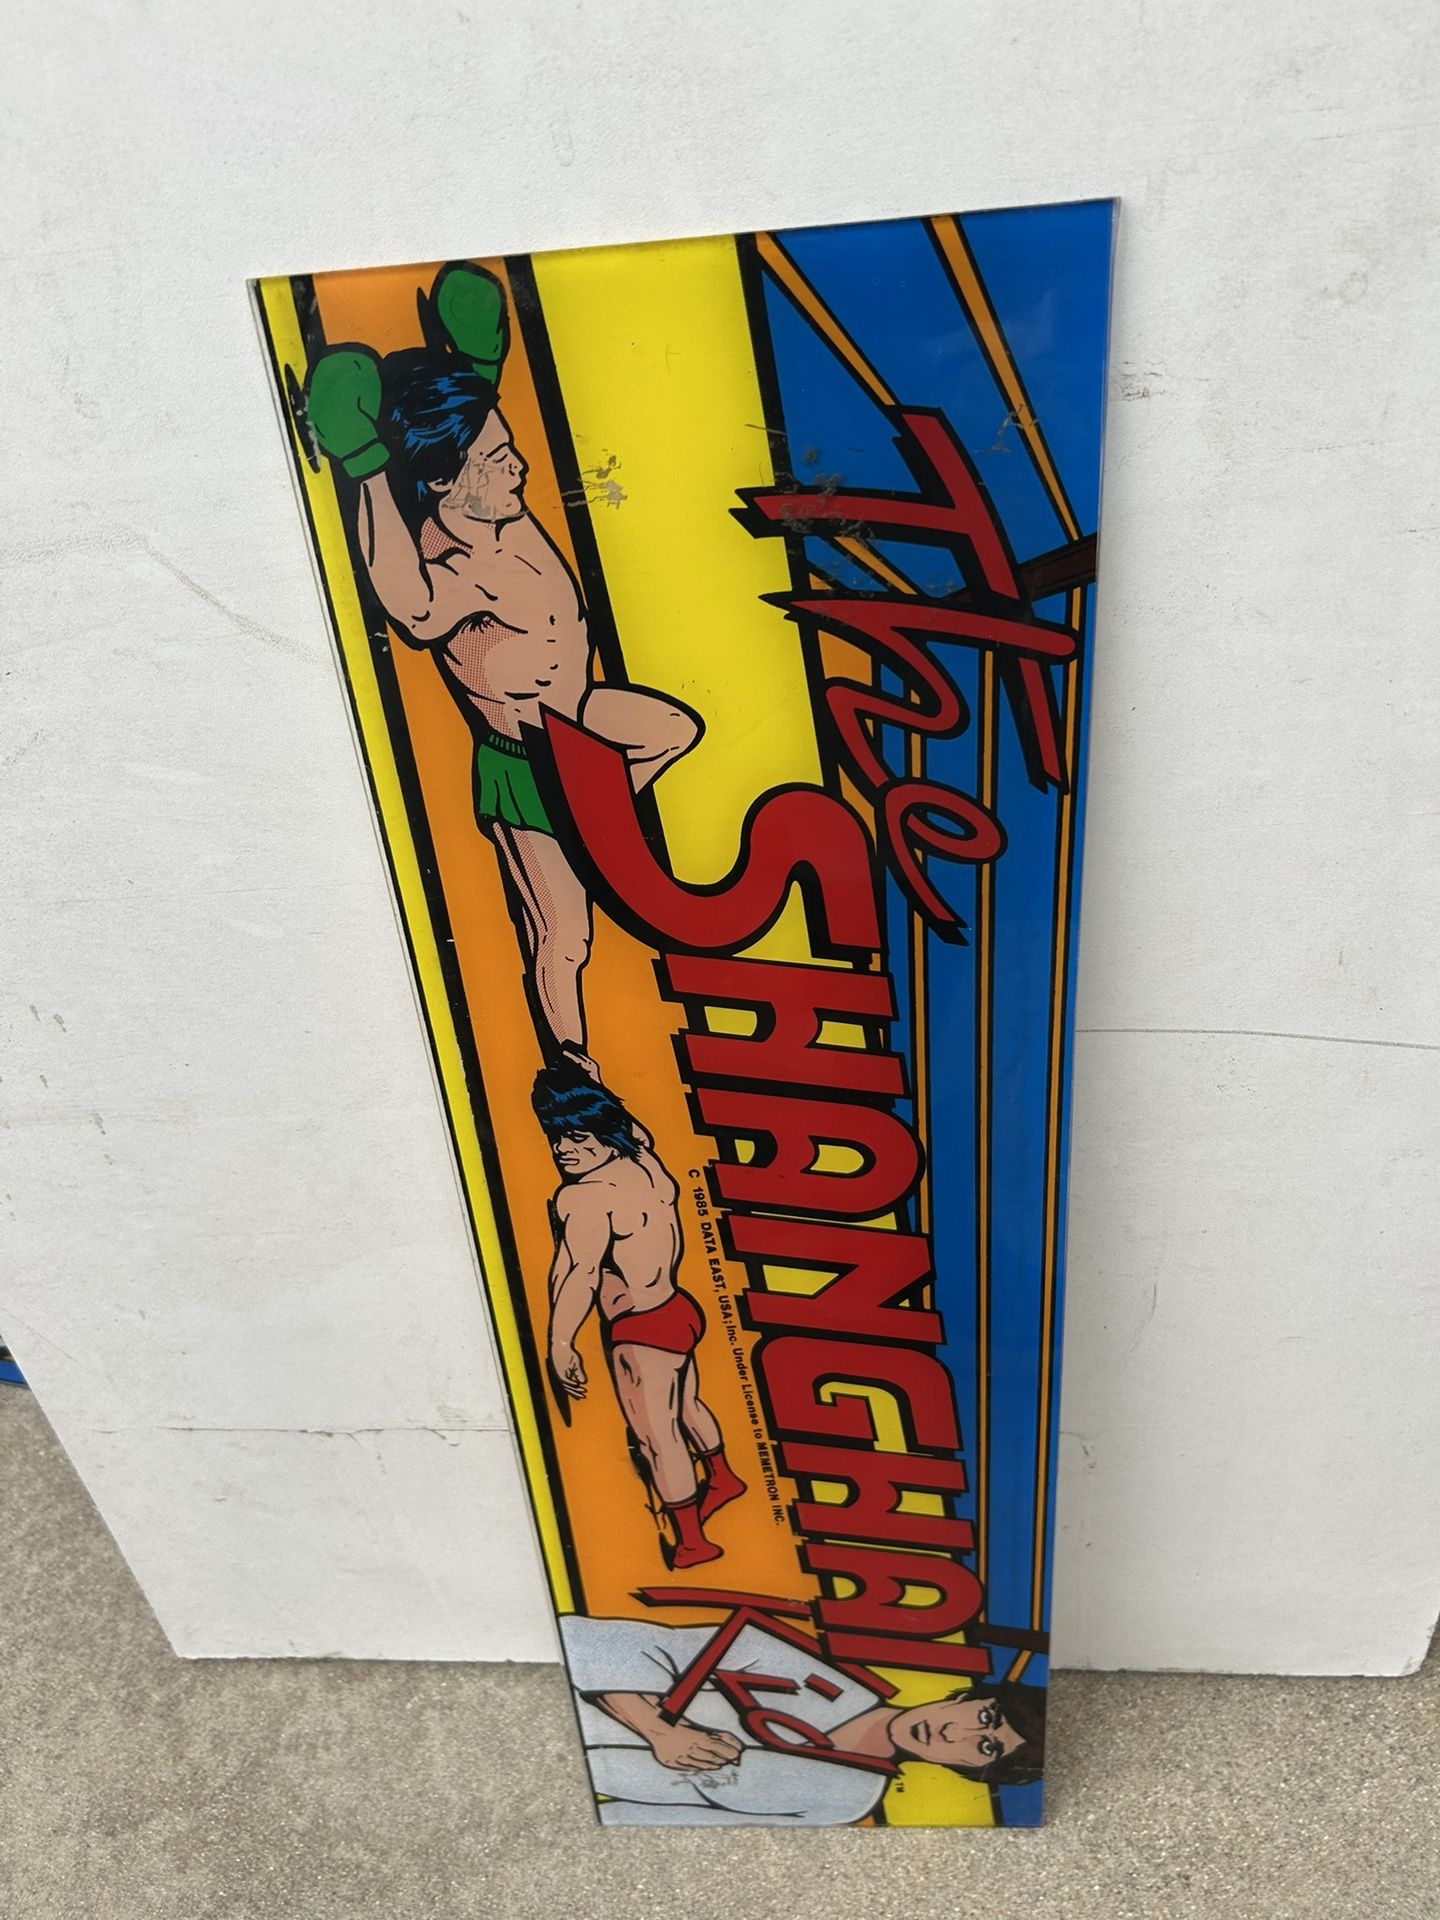 The
SHANGHAI
Kid
TM
C 1985 DATA EAST, USA; Inc. Under License to MEMETRON INC.